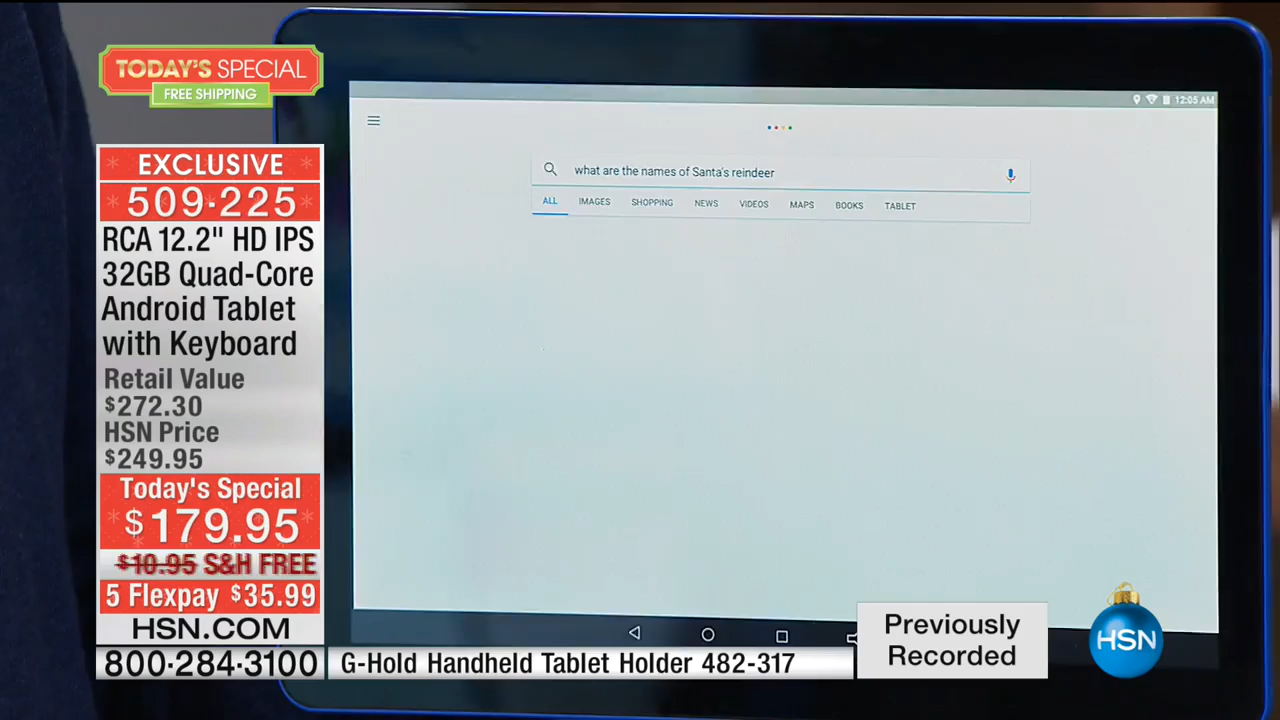 TODAY'S SPECIAL
FREE SHIPPING
EXCLUSIVE
509-225
RCA 12.2" HD IPS
32GB Quad-Core
Android Tablet
with Keyboard
Retail Value
$272.30
HSN Price
$249.95
Today's Special
$179.95
$10.95 S&H FREE
5 Flexpay $35.99
HSN.COM
800-284-3100
12:05 AM
what are the names of Santa's reindeer
ALL IMAGES SHOPPING NEWS VIDEOS MAPS BOOKS TABLET
G-Hold Handheld Tablet Holder 482-317
Previously
Recorded
HSN